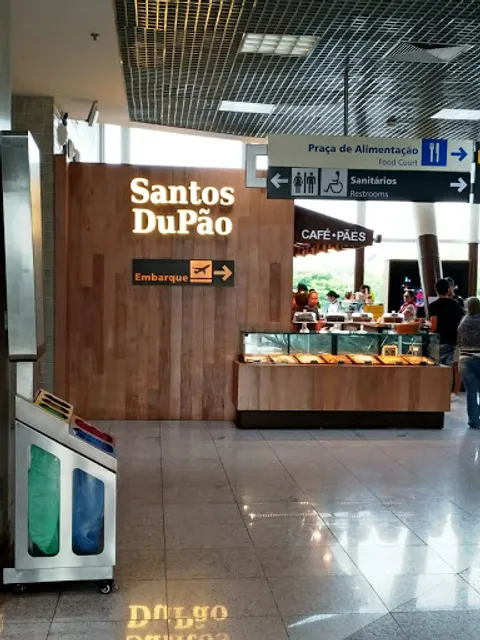 Santos
DuPão
Embarque
Praça de Alimentação
Food Court
Sanitários
Restrooms
CAFÉ•PÃES